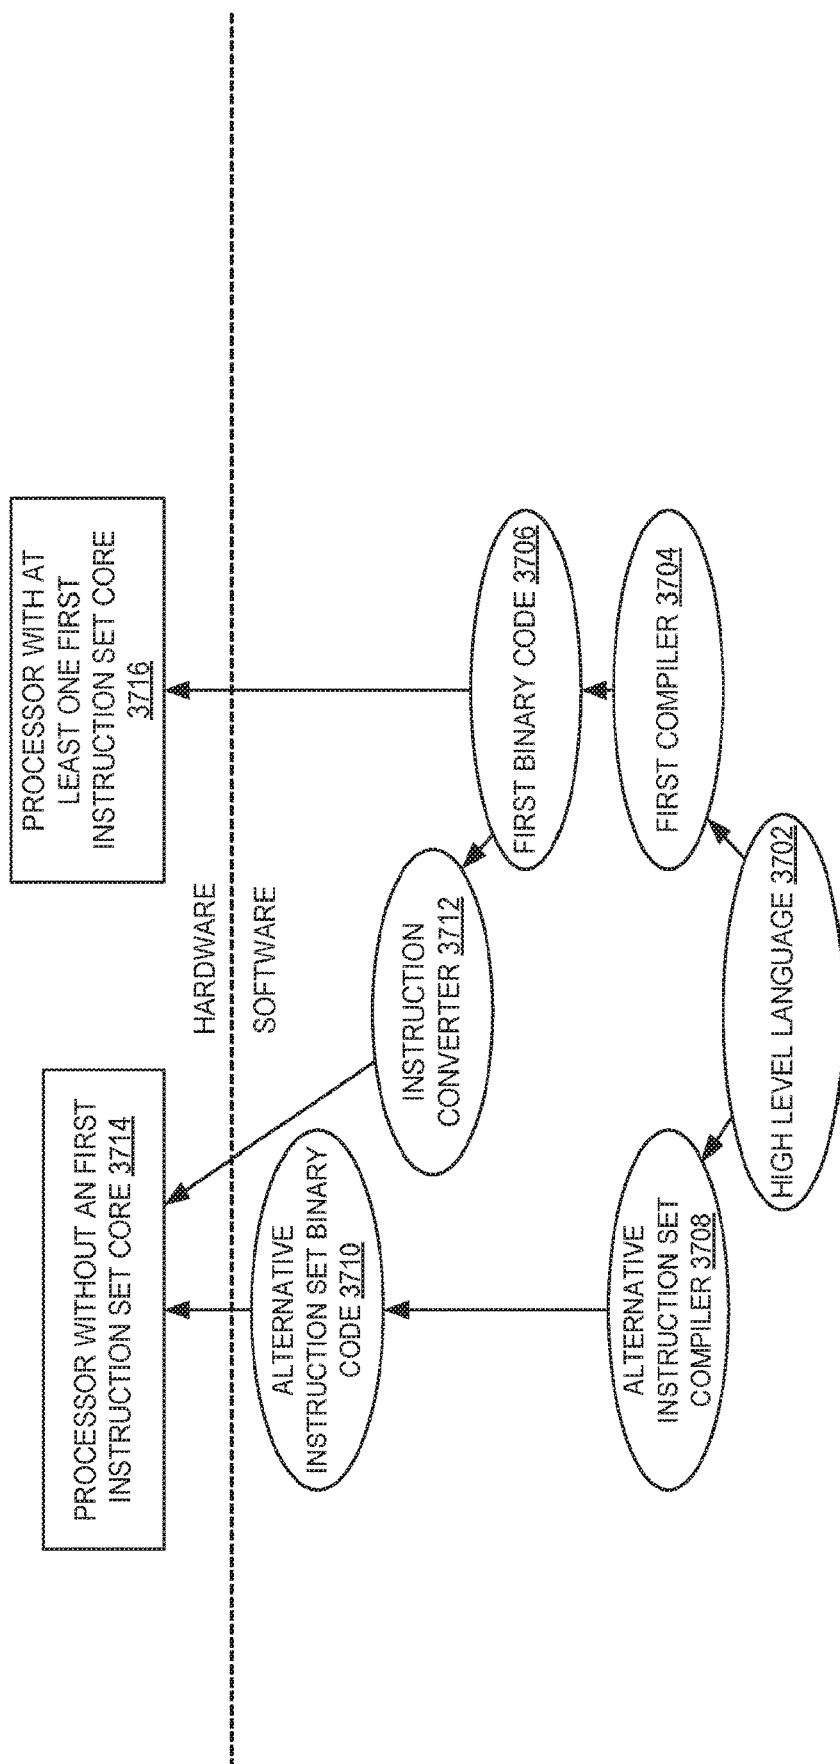 PROCESSOR WITHOUT AN FIRST
INSTRUCTION SET CORE 3714
PROCESSOR WITH AT
LEAST ONE FIRST
INSTRUCTION SET CORE
3716
HARDWARE
SOFTWARE
ALTERNATIVE
INSTRUCTION SET BINARY
CODE 3710
INSTRUCTION
CONVERTER 3712
FIRST BINARY CODE 3706
ALTERNATIVE
INSTRUCTION SET
COMPILER 3708
FIRST COMPILER 3704
HIGH LEVEL LANGUAGE 3702